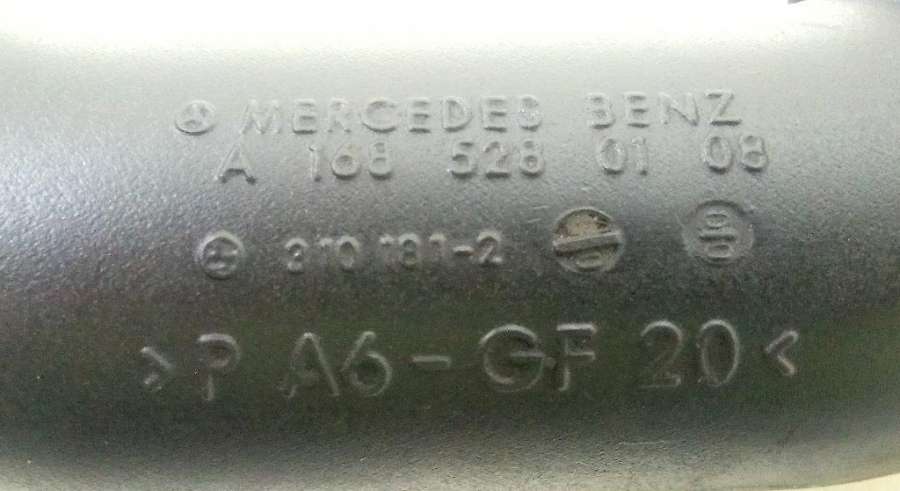 MERCEDES BENZ
A 168 528 01 08
310 181-2
>PA6-GF 20<